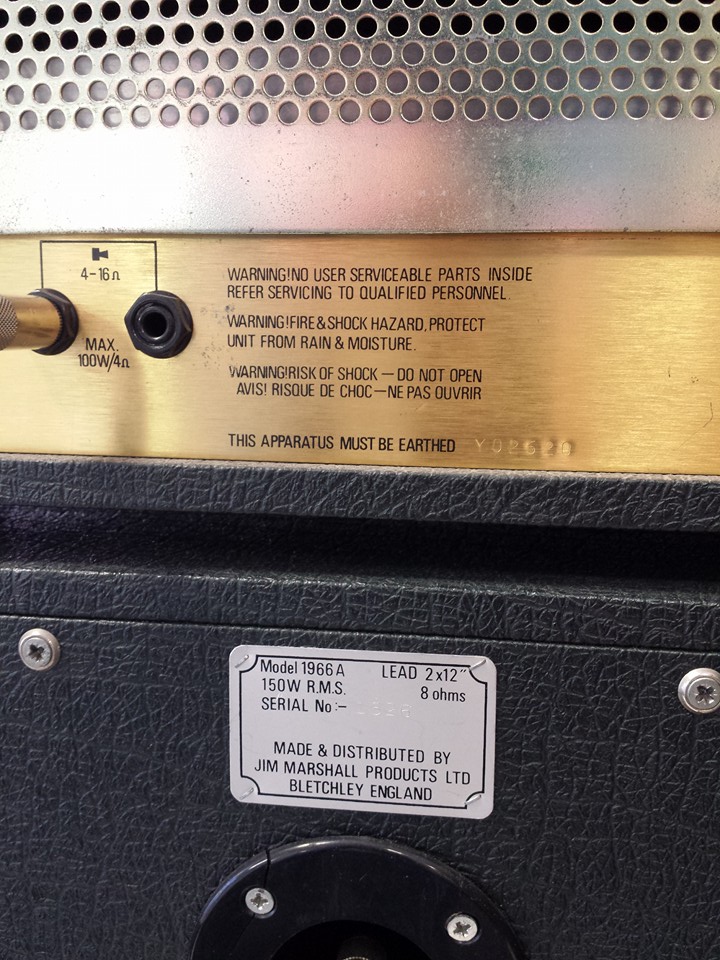 4-16Ω
MAX.
100W/4Ω
WARNING!NO USER SERVICEABLE PARTS INSIDE
REFER SERVICING TO QUALIFIED PERSONNEL.
WARNING!FIRE&SHOCK HAZARD, PROTECT
UNIT FROM RAIN & MOISTURE.
WARNING!RISK OF SHOCK — DO NOT OPEN
AVIS! RISQUE DE CHOC—NE PAS OUVRIR
THIS APPARATUS MUST BE EARTHED
Model 1966A LEAD 2x12"
150W R.M.S. 8 ohms
SERIAL No:-
MADE & DISTRIBUTED BY
JIM MARSHALL PRODUCTS LTD
BLETCHLEY ENGLAND